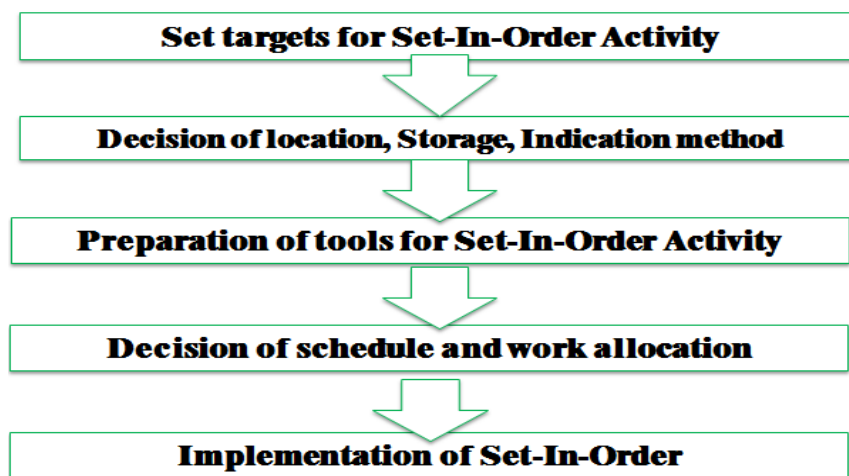 Set targets for Set-In-Order Activity
Decision of location, Storage, Indication method
Preparation of tools for Set-In-Order Activity
Decision of schedule and work allocation
Implementation of Set-In-Order